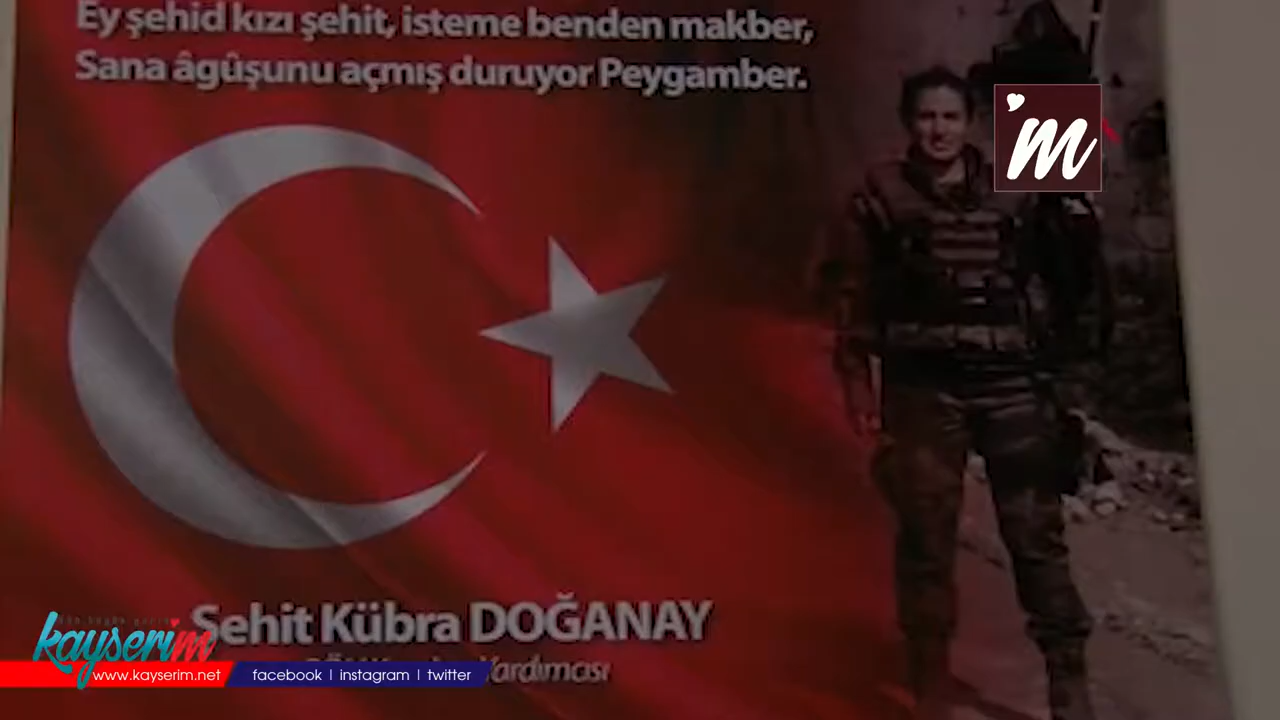 Ey şehid kızı şehit, isteme benden makber,
Sana âgûşunu açmış duruyor Peygamber.
'm
Şehit Kübra DOĞANAY
Yardımcısı
kayserim
www.kayserim.net
facebook | instagram | twitter